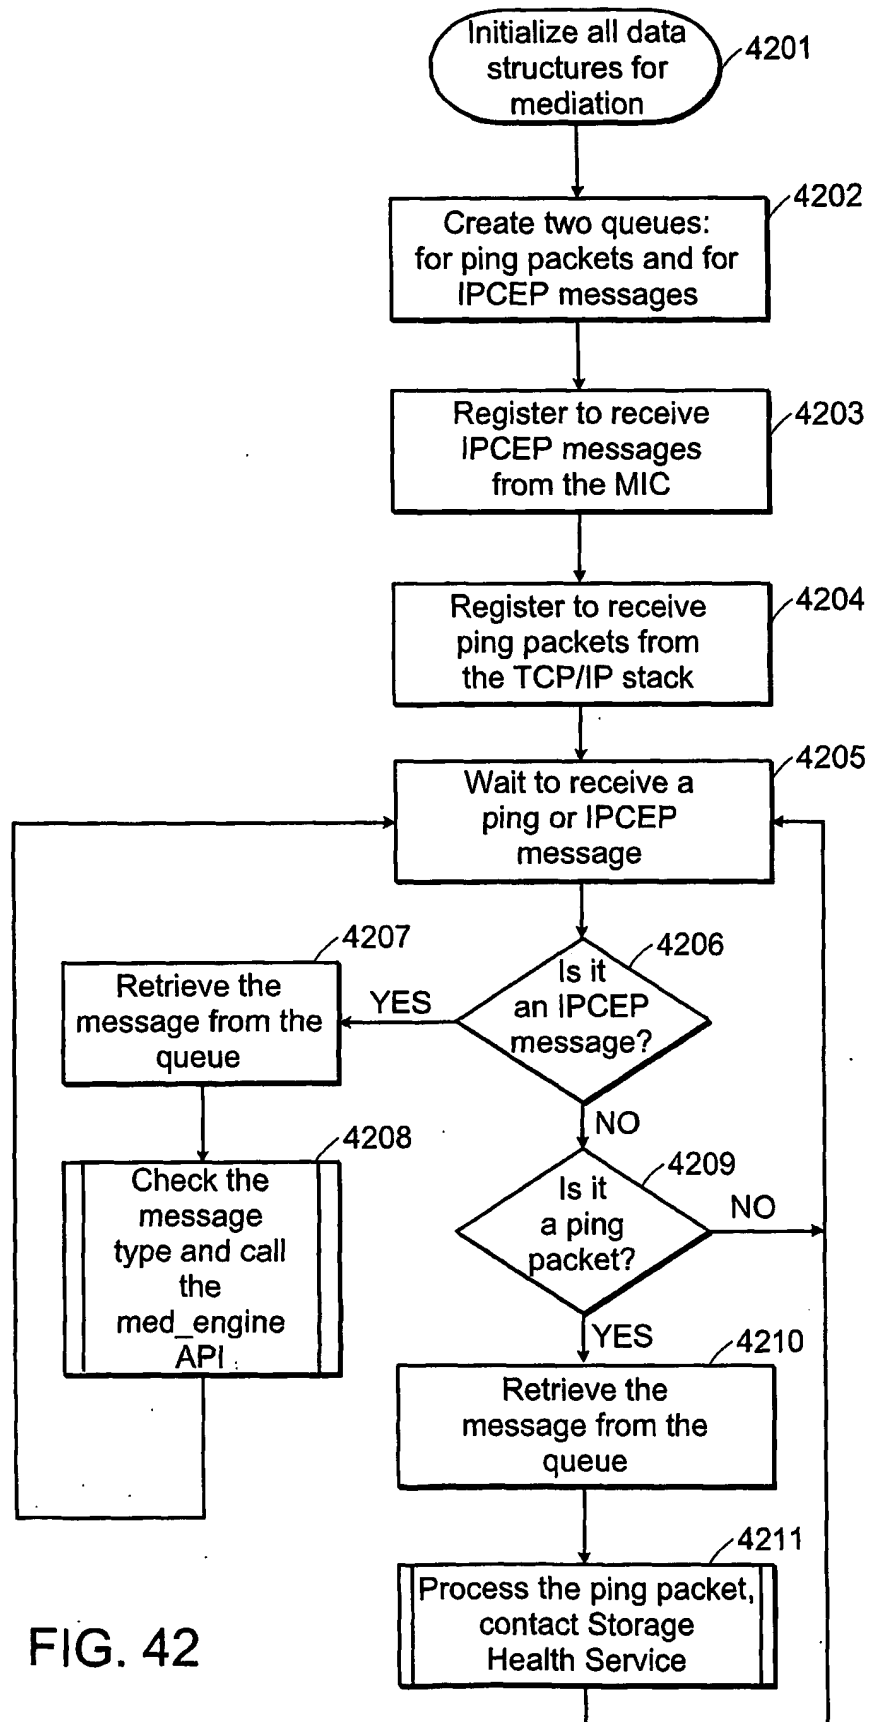 Initialize all data
structures for
mediation
4201
4202
Create two queues:
for ping packets and for
IPCEP messages
4203
Register to receive
IPCEP messages
from the MIC
4204
Register to receive
ping packets from
the TCP/IP stack
4205
Wait to receive a
ping or IPCEP
message
4206
Is it
an IPCEP
message?
YES
4207
Retrieve the
message from the
queue
4208
Check the
message
type and call
the
med_engine
API
NO
4209
Is it
a ping
packet?
NO
YES
4210
Retrieve the
message from the
queue
4211
Process the ping packet,
contact Storage
Health Service
FIG. 42